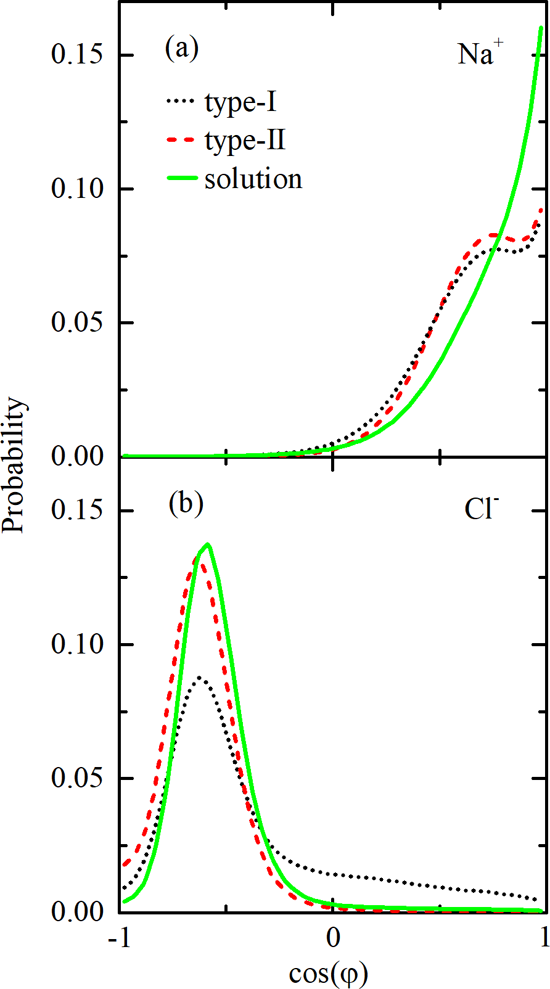 (a) Na⁺
type-I
type-II
solution
0.15
0.10
0.05
0.00
Probability
(b) Cl⁻
0.15
0.10
0.05
0.00
-1 0 1
cos(φ)